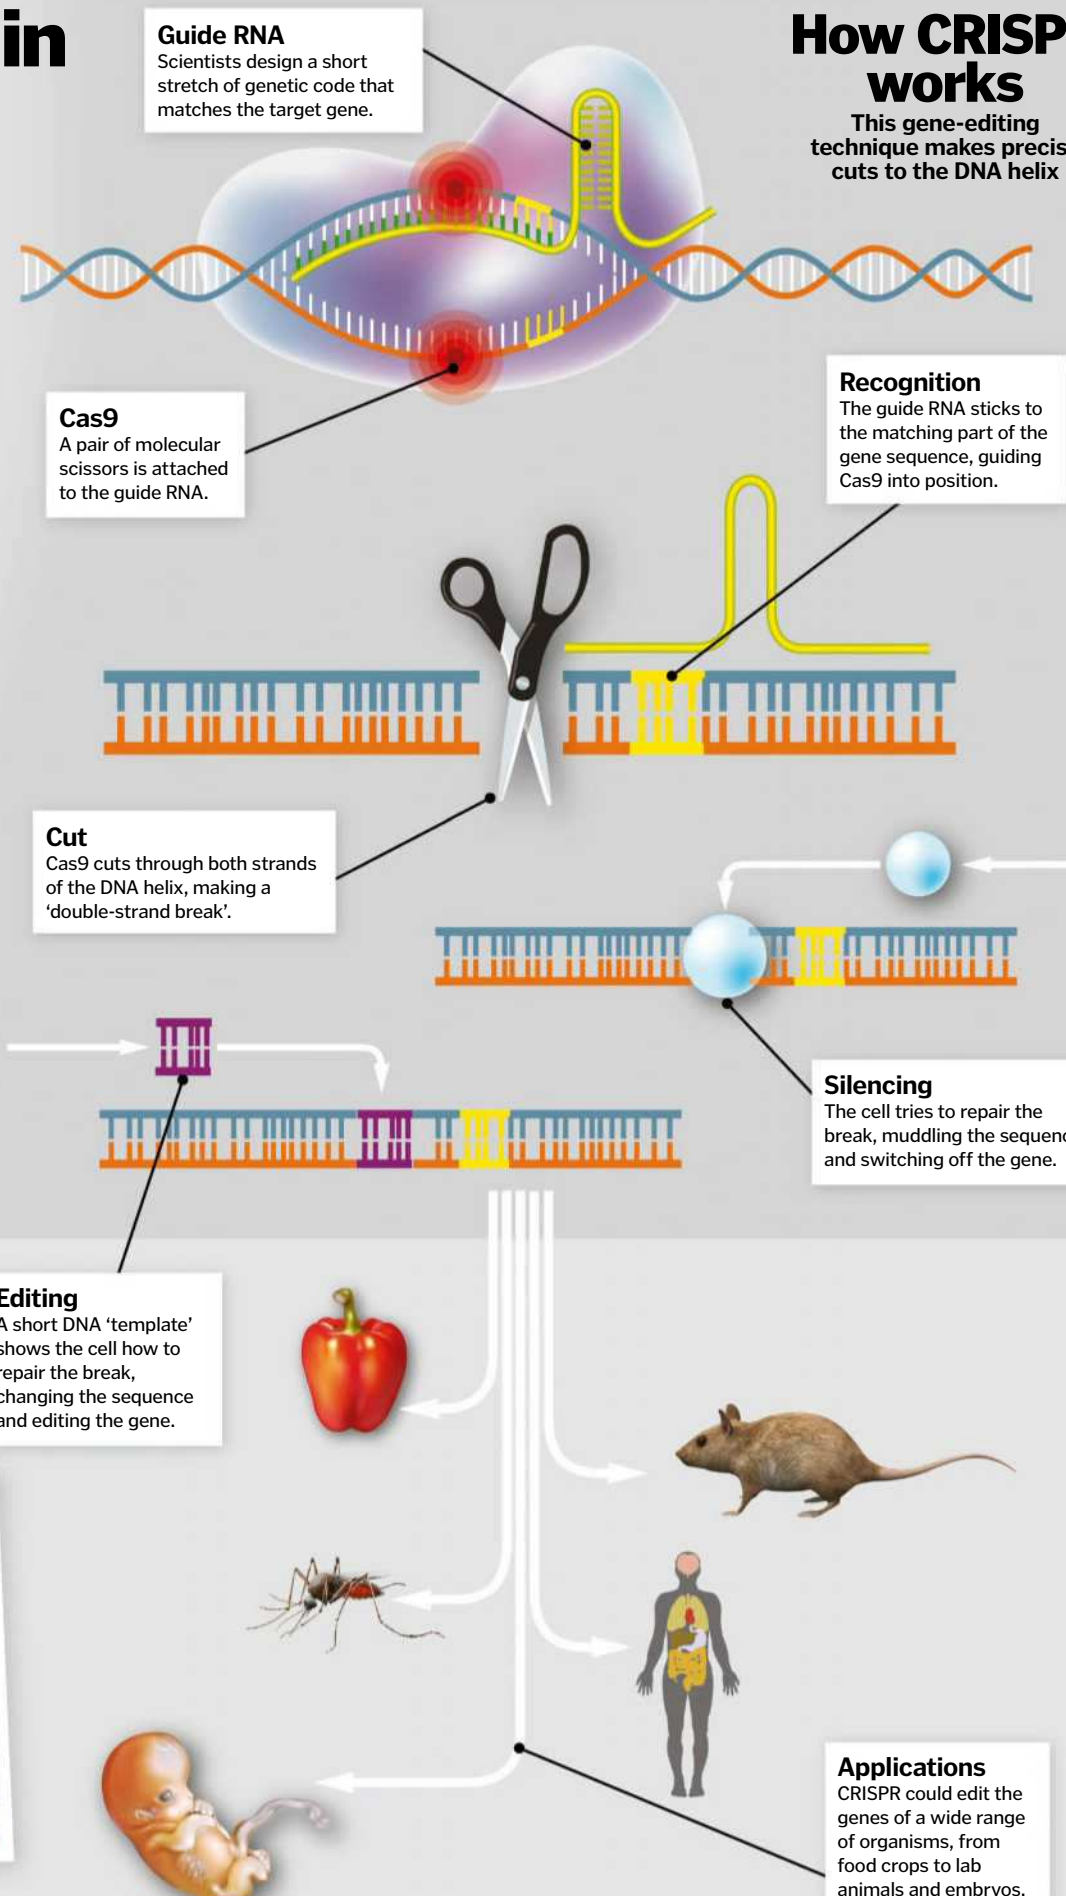 in
How CRISP
works
This gene-editing
technique makes precis
cuts to the DNA helix
Guide RNA
Scientists design a short
stretch of genetic code that
matches the target gene.
Cas9
A pair of molecular
scissors is attached
to the guide RNA.
Recognition
The guide RNA sticks to
the matching part of the
gene sequence, guiding
Cas9 into position.
Cut
Cas9 cuts through both strands
of the DNA helix, making a
‘double-strand break’.
Silencing
The cell tries to repair the
break, muddling the sequenc
and switching off the gene.
Editing
A short DNA ‘template’
shows the cell how to
repair the break,
changing the sequence
and editing the gene.
Applications
CRISPR could edit the
genes of a wide range
of organisms, from
food crops to lab
animals and embryos.